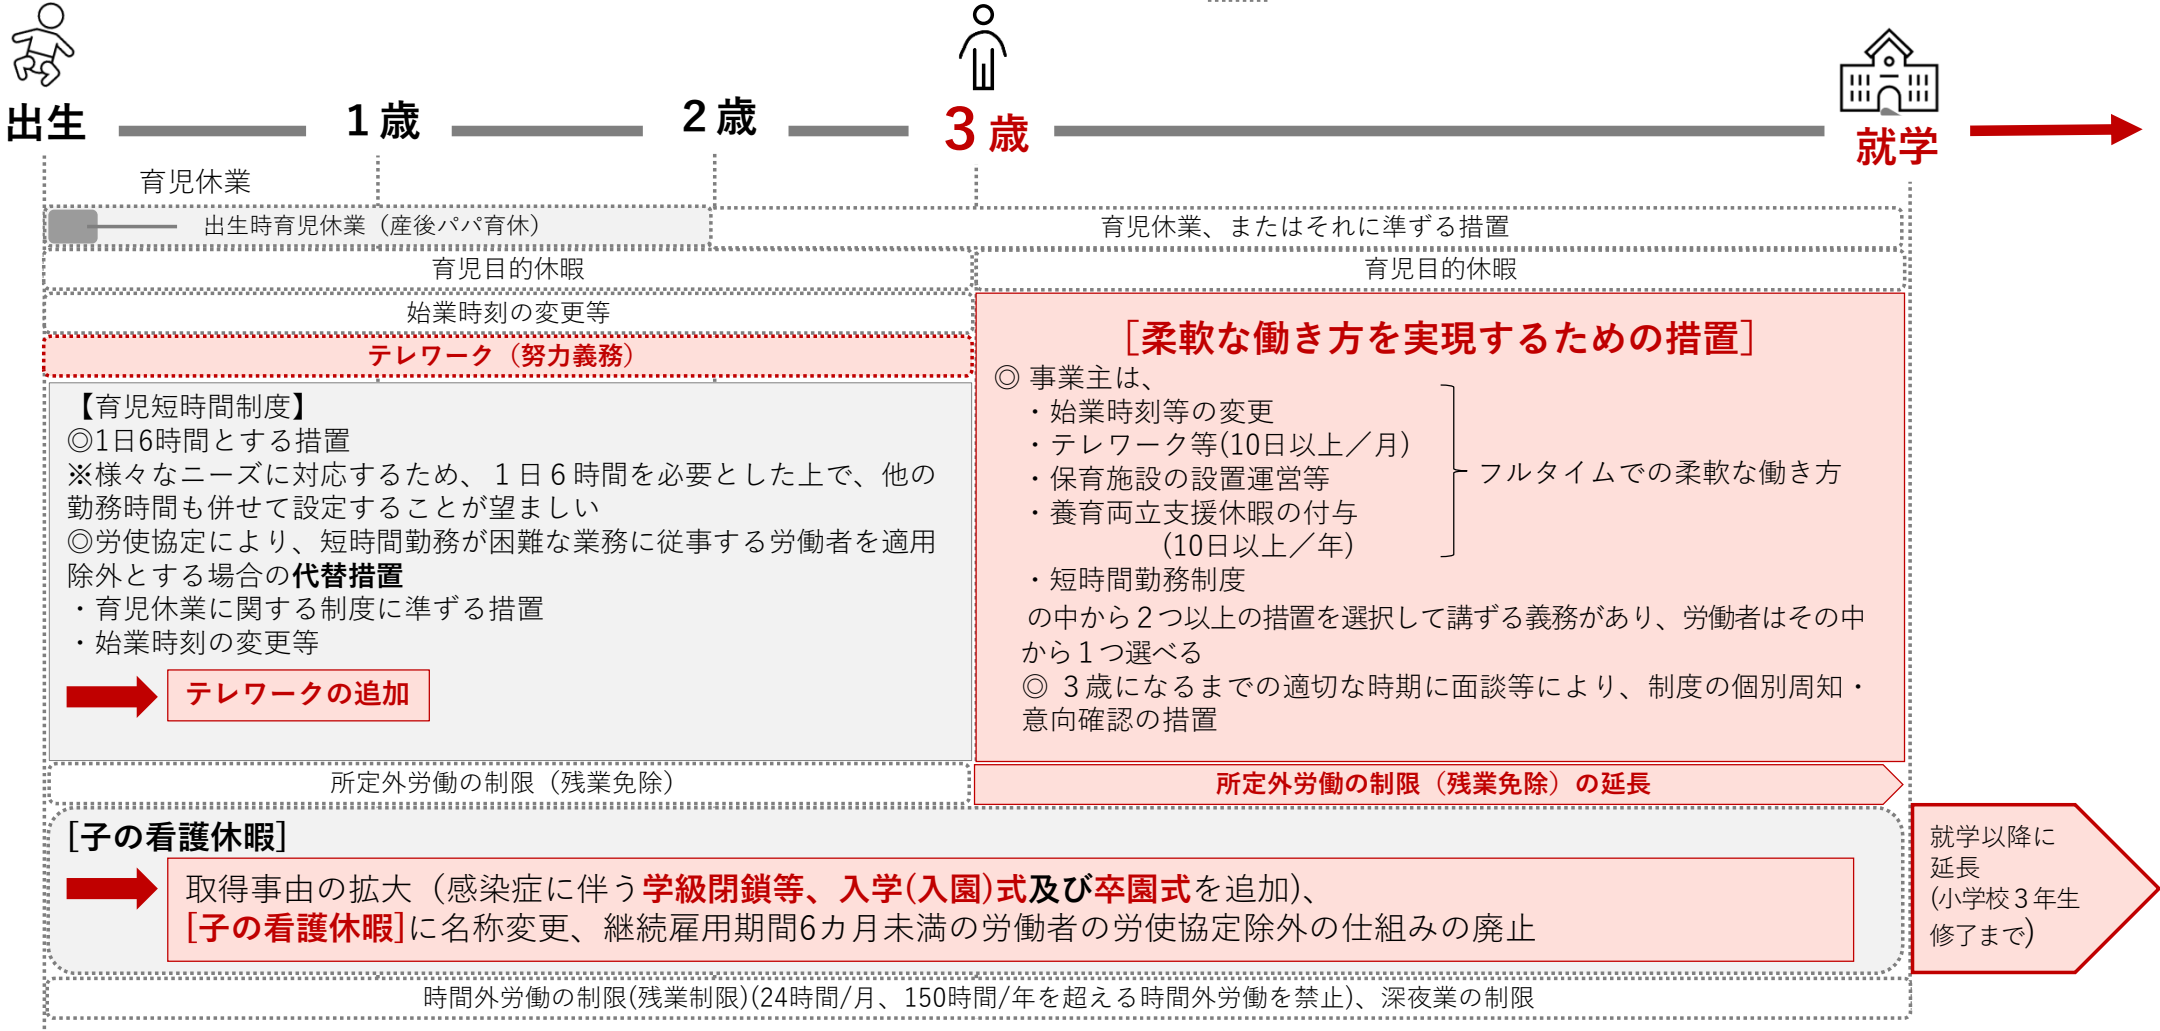 出生
1歳
2歳
3歳
就学
育児休業
出生時育児休業（産後パパ育休）
育児休業、またはそれに準ずる措置
育児目的休暇
育児目的休暇
始業時刻の変更等
テレワーク（努力義務）
【育児短時間制度】
◎1日6時間とする措置
※様々なニーズに対応するため、１日６時間を必要とした上で、他の
勤務時間も併せて設定することが望ましい
◎労使協定により、短時間勤務が困難な業務に従事する労働者を適用
除外とする場合の代替措置
・育児休業に関する制度に準ずる措置
・始業時刻の変更等
テレワークの追加
［柔軟な働き方を実現するための措置］
◎ 事業主は、
・始業時刻等の変更
・テレワーク等(10日以上／月)
・保育施設の設置運営等
・養育両立支援休暇の付与
(10日以上／年)
フルタイムでの柔軟な働き方
・短時間勤務制度
の中から２つ以上の措置を選択して講ずる義務があり、労働者はその中
から１つ選べる
◎ ３歳になるまでの適切な時期に面談等により、制度の個別周知・
意向確認の措置
所定外労働の制限（残業免除）
所定外労働の制限（残業免除）の延長
[子の看護休暇]
取得事由の拡大（感染症に伴う学級閉鎖等、入学(入園)式及び卒園式を追加)、
[子の看護休暇]に名称変更、継続雇用期間6カ月未満の労働者の労使協定除外の仕組みの廃止
就学以降に
延長
(小学校３年生
修了まで)
時間外労働の制限(残業制限)(24時間/月、150時間/年を超える時間外労働を禁止)、深夜業の制限